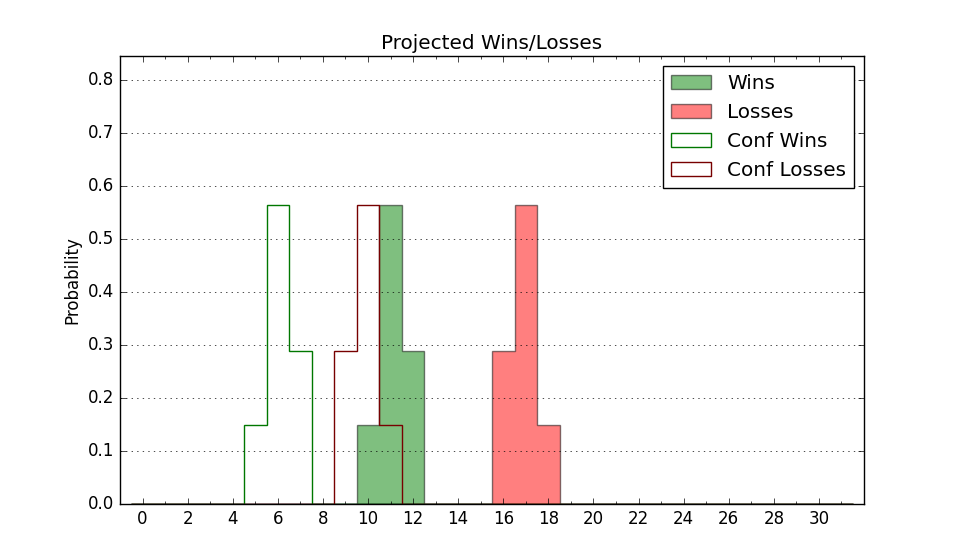 Projected Wins/Losses
Probability
0.8
0.7
0.6
0.5
0.4
0.3
0.2
0.1
0.0
Wins
Losses
Conf Wins
Conf Losses
0 2 4 6 8 10 12 14 16 18 20 22 24 26 28 30